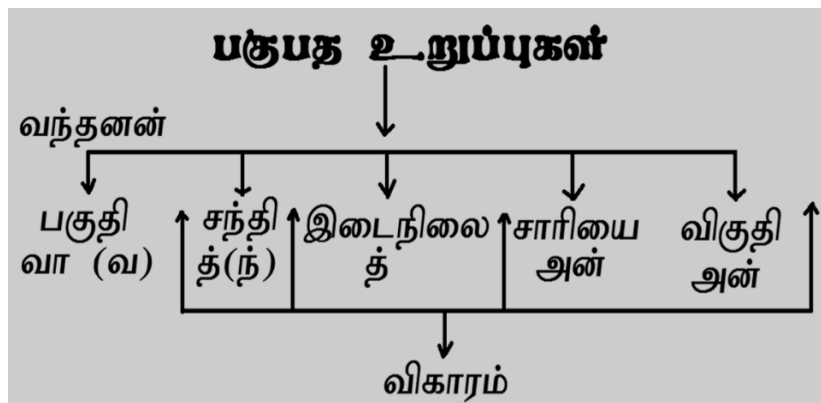 பகுபத உறுப்புகள்
வந்தனன்
பகுதி சந்தி இடைநிலை சாரியை விகுதி
வா (வ) த்(ந்) த் அன் அன்
விகாரம்